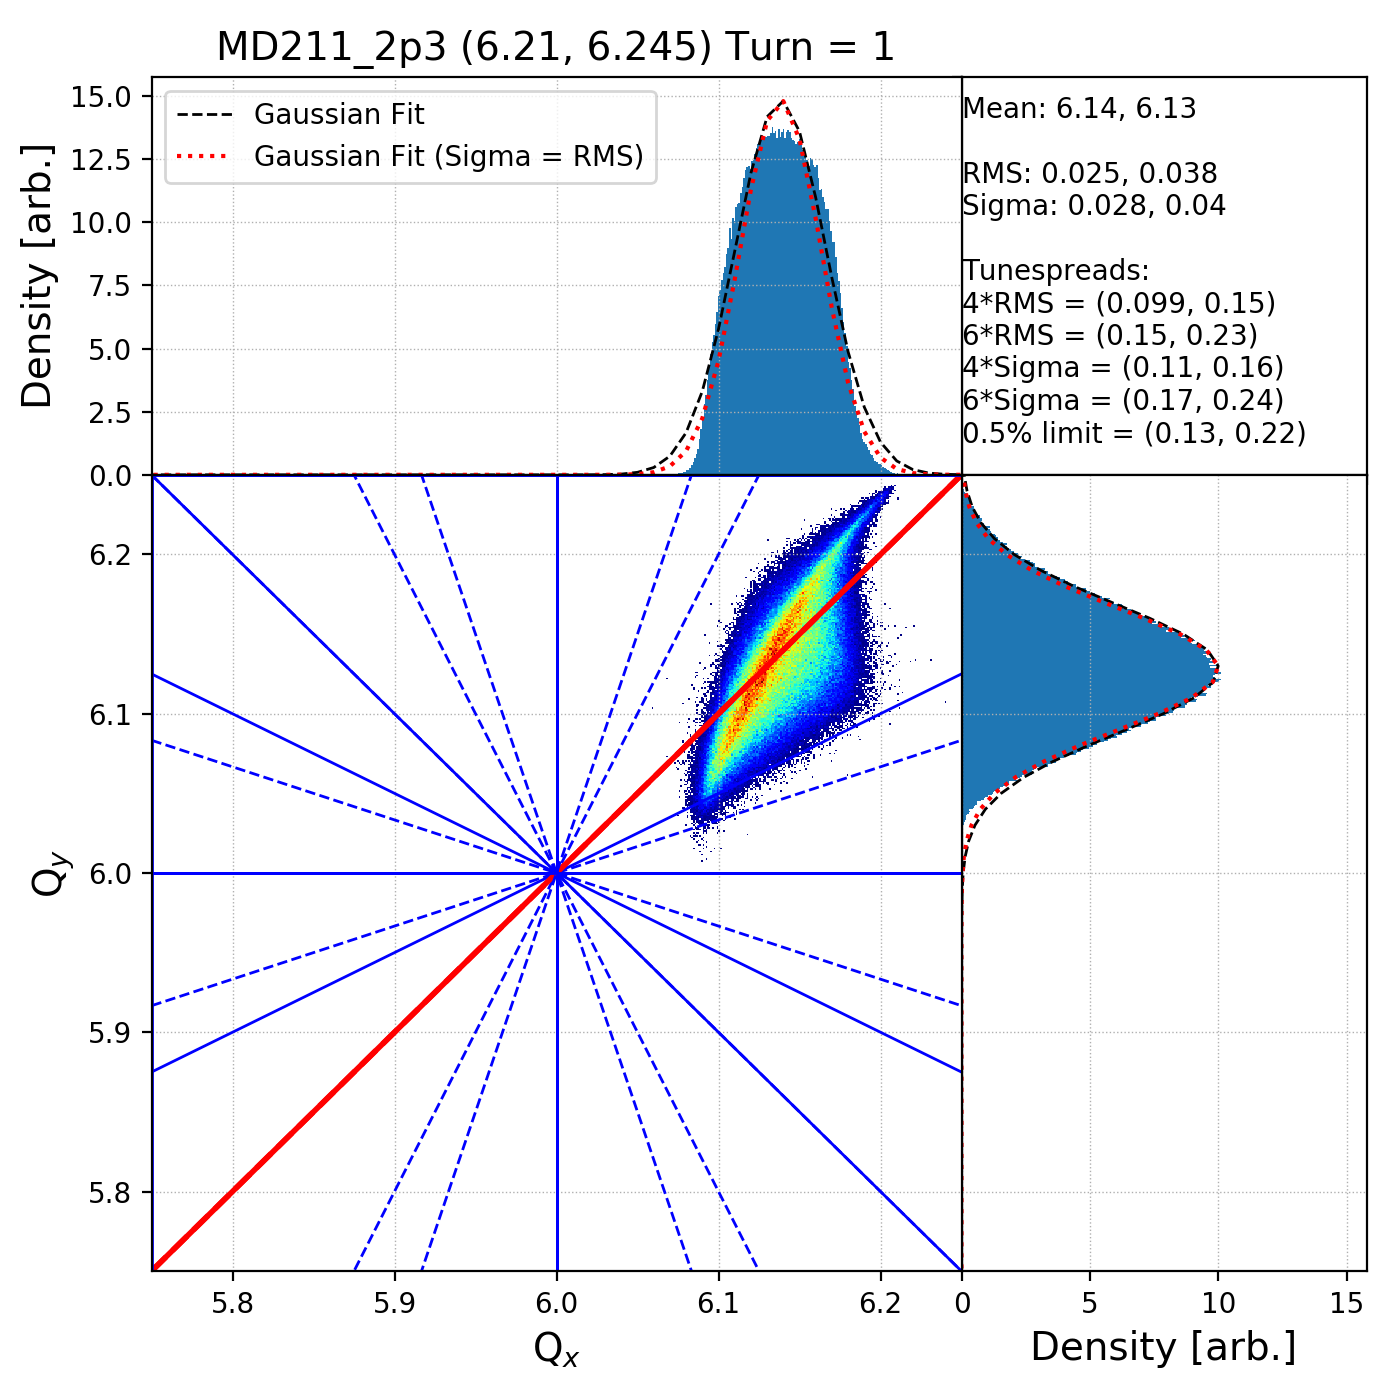 MD211_2p3 (6.21, 6.245) Turn = 1
Density [arb.]
15.0
12.5
10.0
7.5
5.0
2.5
0.0
Gaussian Fit
Gaussian Fit (Sigma = RMS)
Mean: 6.14, 6.13
RMS: 0.025, 0.038
Sigma: 0.028, 0.04
Tunespreads:
4*RMS = (0.099, 0.15)
6*RMS = (0.15, 0.23)
4*Sigma = (0.11, 0.16)
6*Sigma = (0.17, 0.24)
0.5% limit = (0.13, 0.22)
Qy
6.2
6.1
6.0
5.9
5.8
5.8 5.9 6.0 6.1 6.2
Qx
0 5 10 15
Density [arb.]